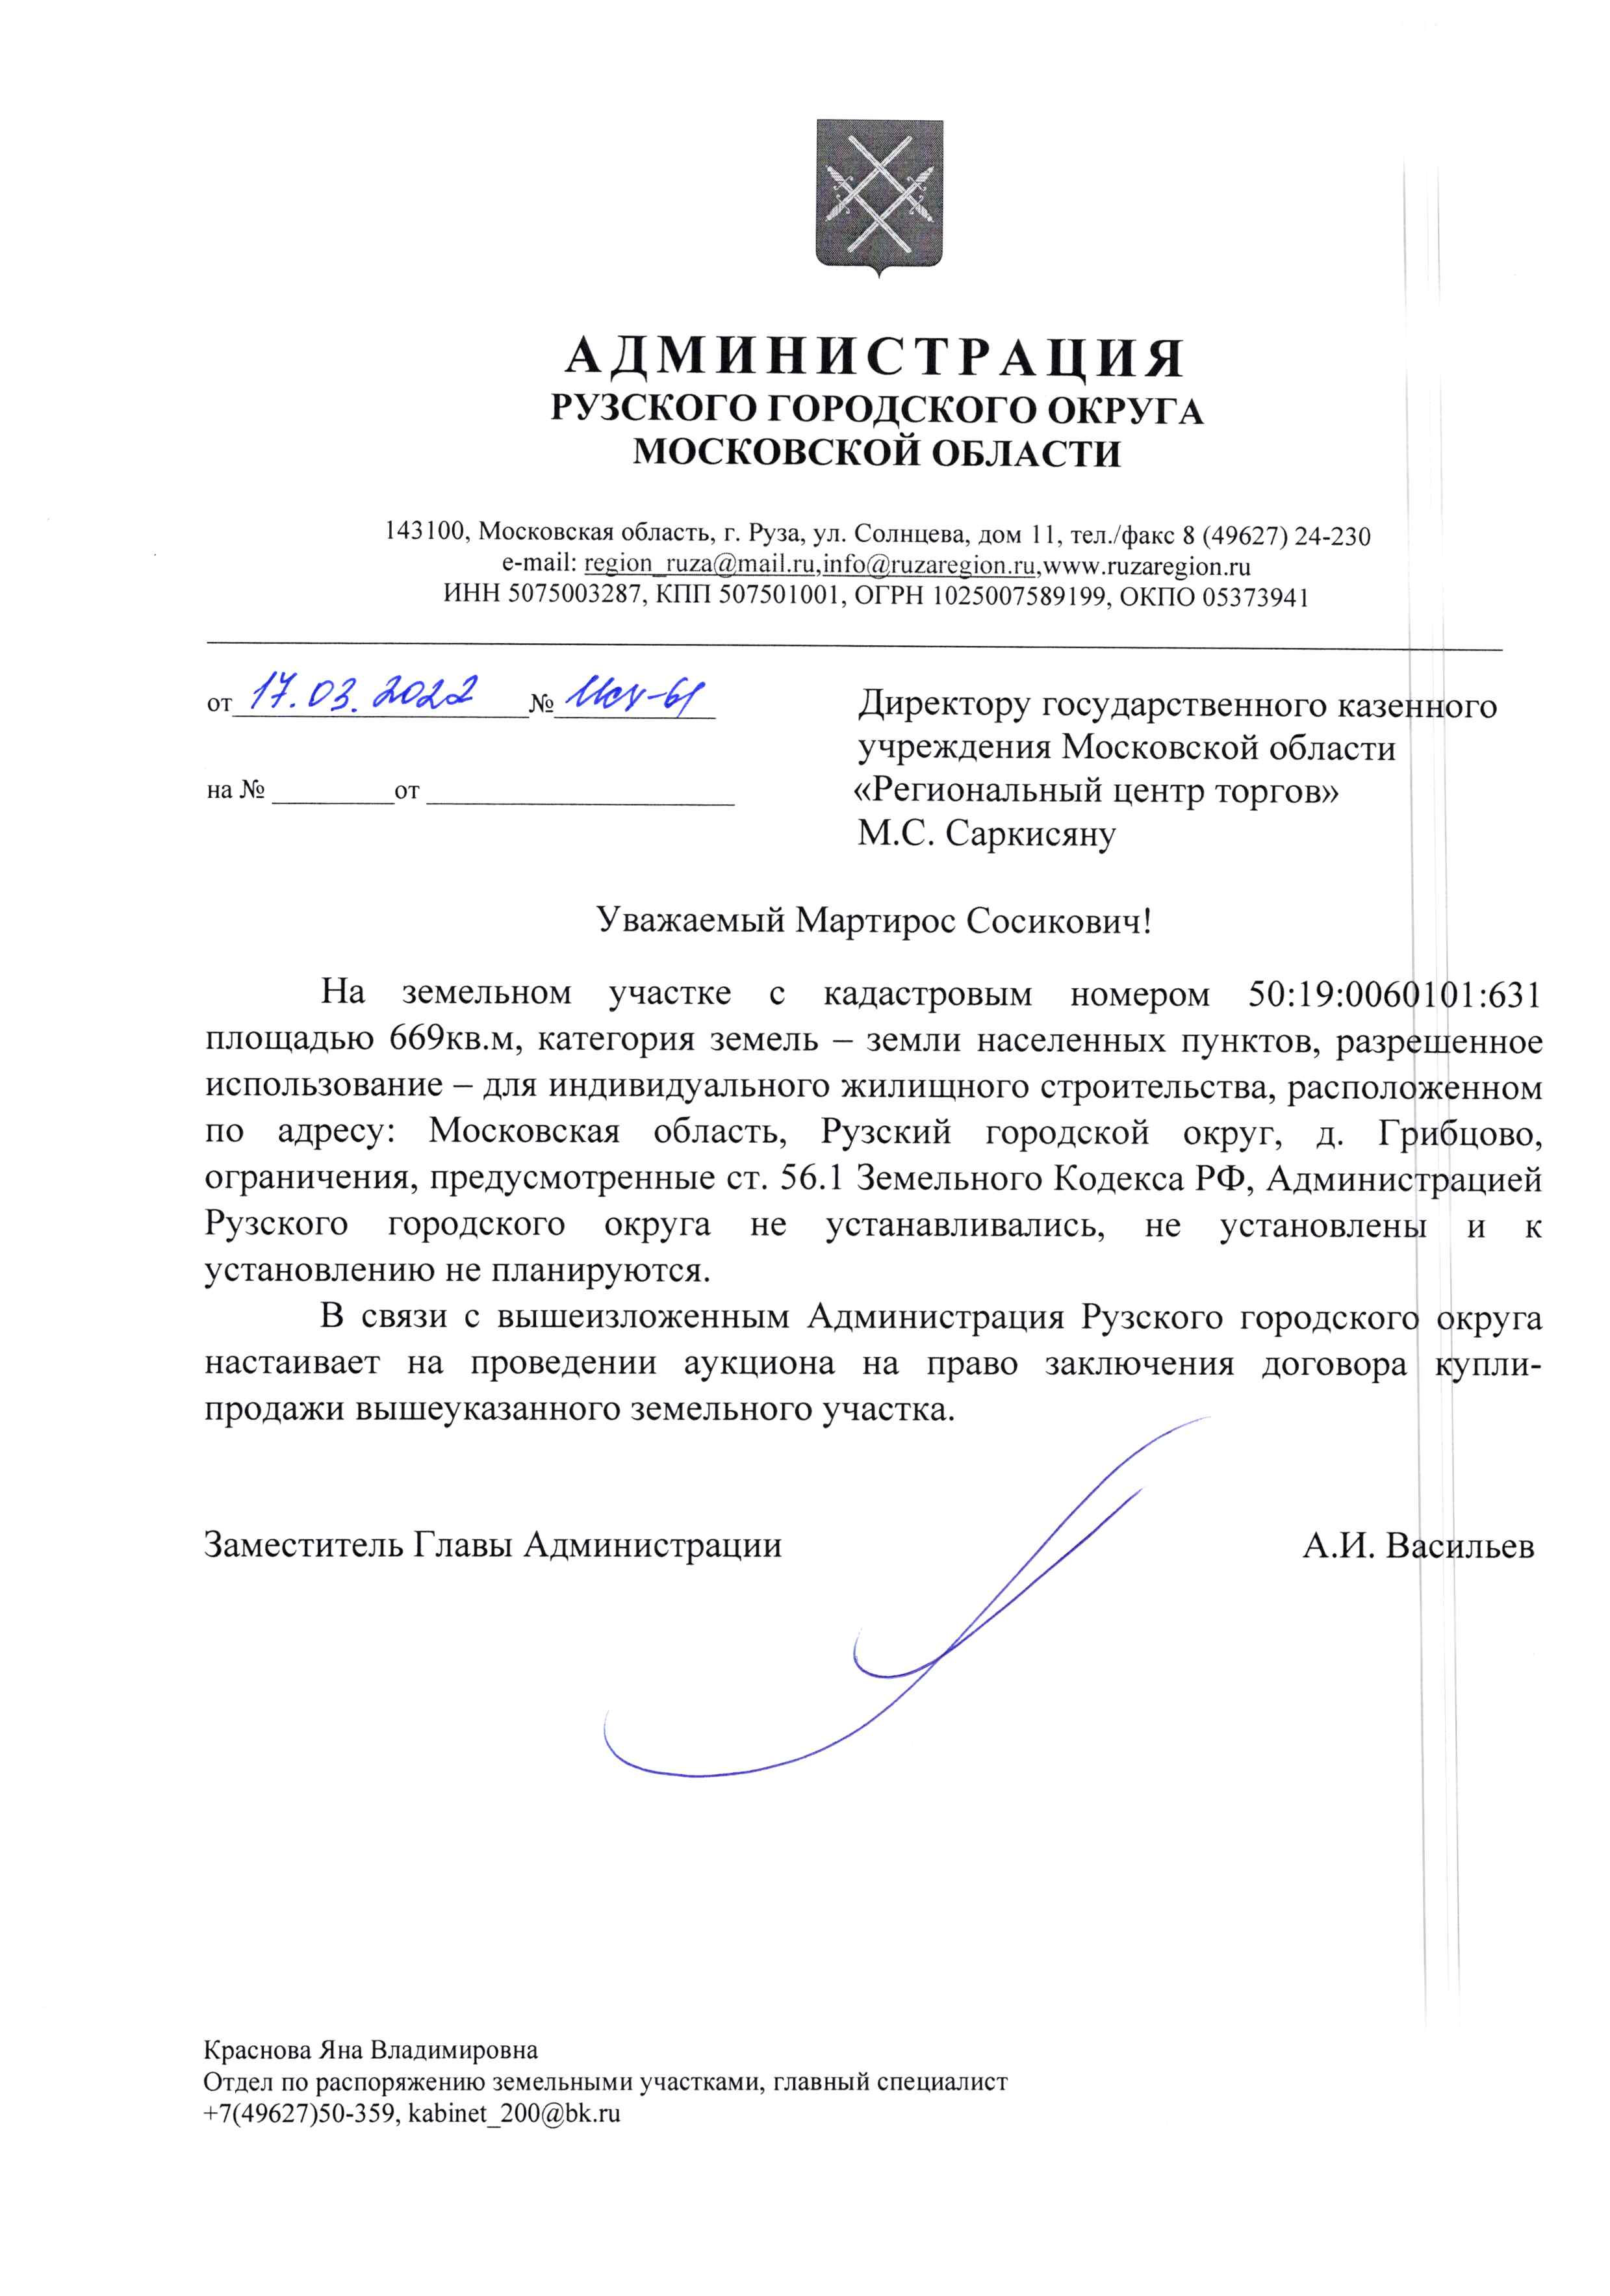 АДМИНИСТРАЦИЯ
РУЗСКОГО ГОРОДСКОГО ОКРУГА
МОСКОВСКОЙ ОБЛАСТИ
143100, Московская область, г. Руза, ул. Солнцева, дом 11, тел./факс 8 (49627) 24-230
e-mail: region_ruza@mail.ru,info@ruzaregion.ru,www.ruzaregion.ru
ИНН 5075003287, КПП 507501001, ОГРН 1025007589199, ОКПО 05373941
от 17.03.2022 № Исх-61
на № от
Директору государственного казенного
учреждения Московской области
«Региональный центр торгов»
М.С. Саркисяну
Уважаемый Мартирос Сосикович!
На земельном участке с кадастровым номером 50:19:0060101:631
площадью 669кв.м, категория земель – земли населенных пунктов, разрешенное
использование – для индивидуального жилищного строительства, расположенном
по адресу: Московская область, Рузский городской округ, д. Грибцово,
ограничения, предусмотренные ст. 56.1 Земельного Кодекса РФ, Администрацией
Рузского городского округа не устанавливались, не установлены и к
установлению не планируются.
В связи с вышеизложенным Администрация Рузского городского округа
настаивает на проведении аукциона на право заключения договора купли-
продажи вышеуказанного земельного участка.
Заместитель Главы Администрации А.И. Васильев
Краснова Яна Владимировна
Отдел по распоряжению земельными участками, главный специалист
+7(49627)50-359, kabinet_200@bk.ru